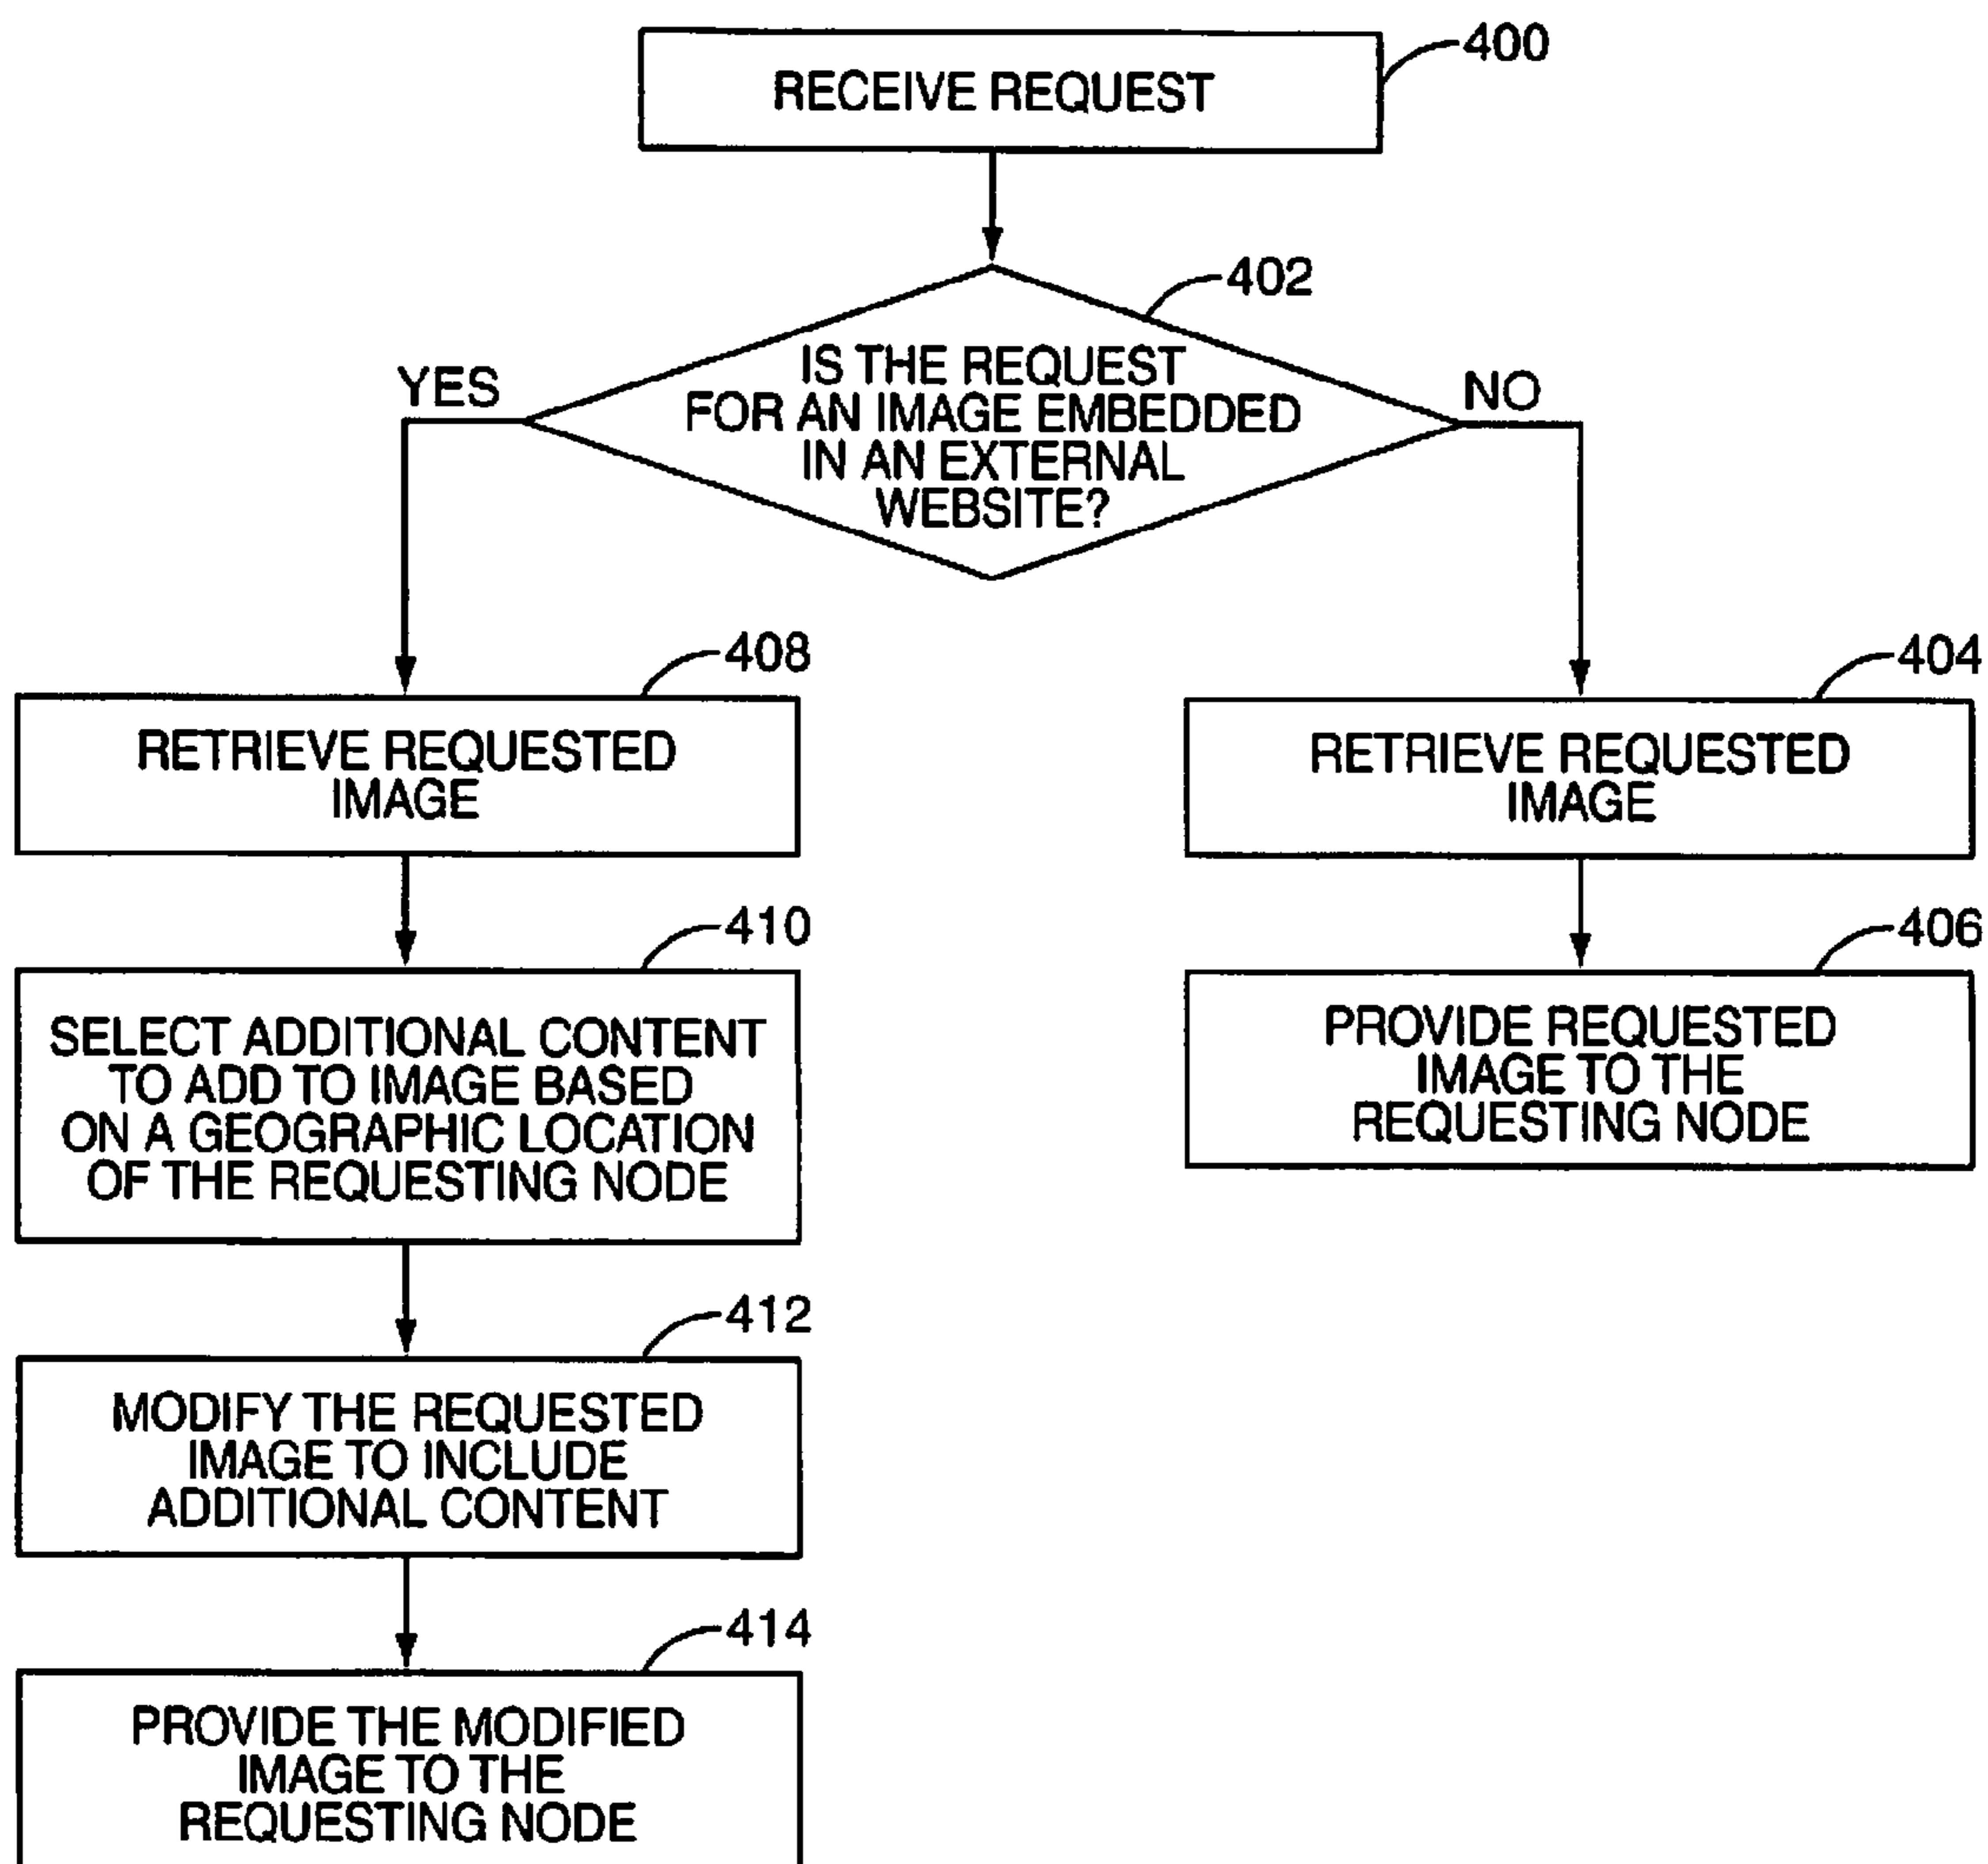 400
RECEIVE REQUEST
402
IS THE REQUEST
FOR AN IMAGE EMBEDDED
IN AN EXTERNAL
WEBSITE?
YES
NO
408
RETRIEVE REQUESTED
IMAGE
404
RETRIEVE REQUESTED
IMAGE
410
SELECT ADDITIONAL CONTENT
TO ADD TO IMAGE BASED
ON A GEOGRAPHIC LOCATION
OF THE REQUESTING NODE
406
PROVIDE REQUESTED
IMAGE TO THE
REQUESTING NODE
412
MODIFY THE REQUESTED
IMAGE TO INCLUDE
ADDITIONAL CONTENT
414
PROVIDE THE MODIFIED
IMAGE TO THE
REQUESTING NODE